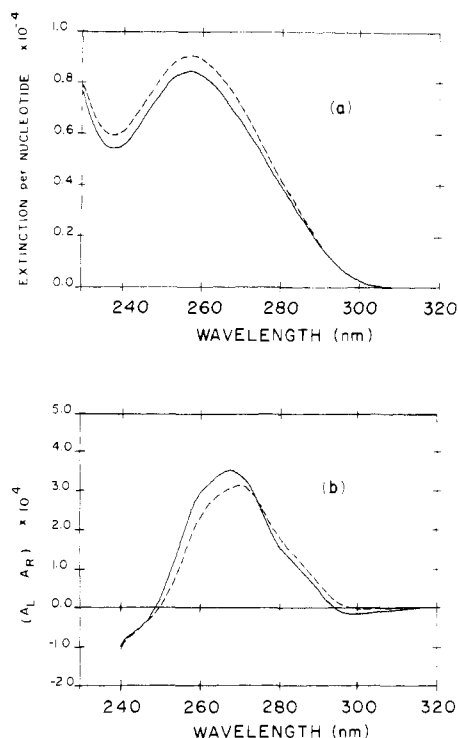 EXTINCTION per NUCLEOTIDE x10⁻⁴
1.0
0.8
0.6
0.4
0.2
0.0
(a)
240 260 280 300 320
WAVELENGTH (nm)
(A_L A_R) x 10⁴
5.0
4.0
3.0
2.0
1.0
0.0
-1.0
-2.0
(b)
240 260 280 300 320
WAVELENGTH (nm)